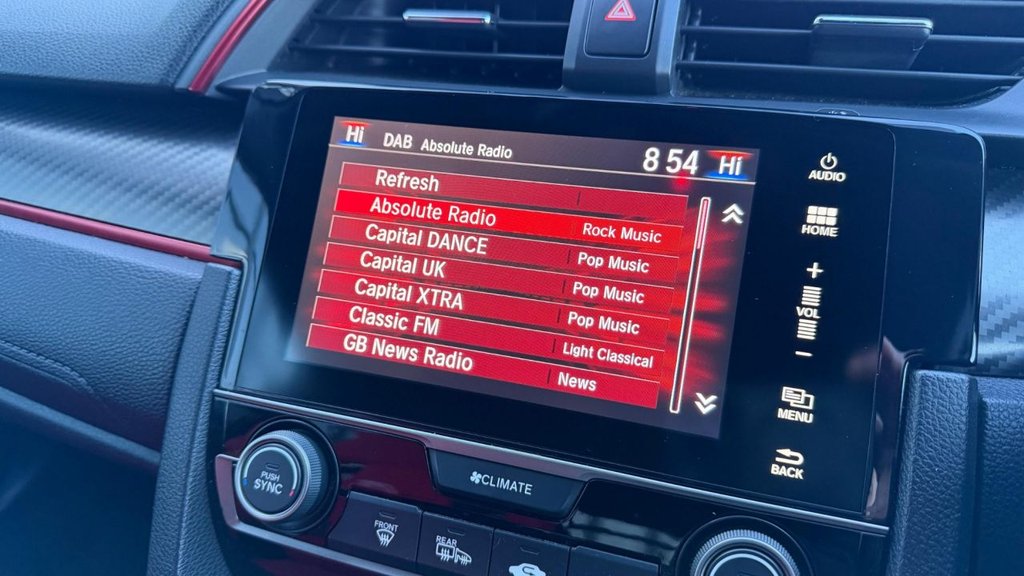 Hi DAB Absolute Radio 8 54 Hi
Refresh
Absolute Radio Rock Music
Capital DANCE Pop Music
Capital UK Pop Music
Capital XTRA Pop Music
Classic FM Light Classical
GB News Radio News
AUDIO
HOME
+
VOL
–
MENU
BACK
PUSH
SYNC
CLIMATE
FRONT
REAR